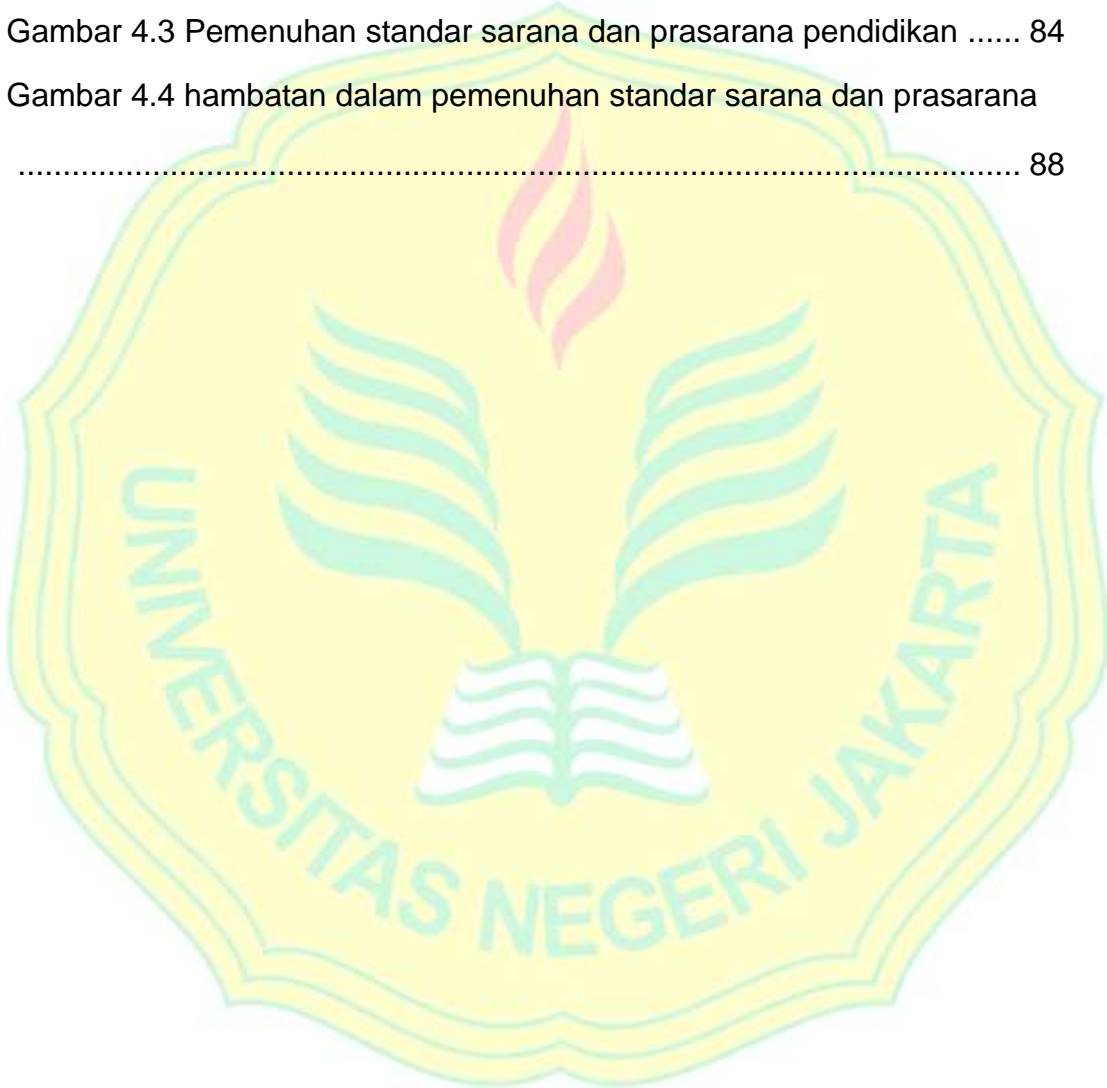 Gambar 4.3 Pemenuhan standar sarana dan prasarana pendidikan ...... 84
Gambar 4.4 hambatan dalam pemenuhan standar sarana dan prasarana
................................................................................................................ 88
UNIVERSITAS NEGERI JAKARTA